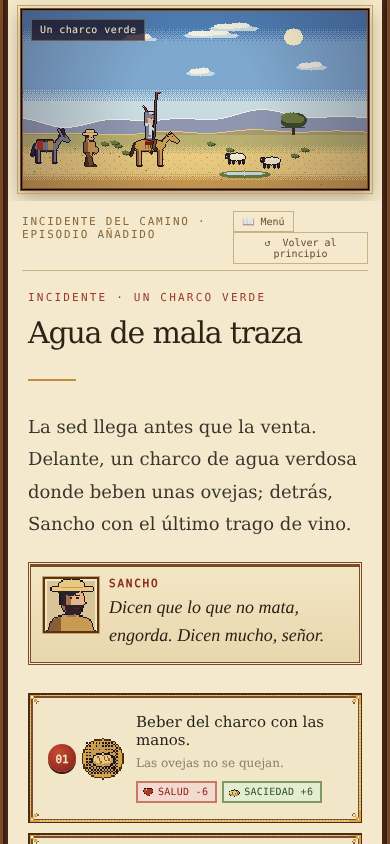 Un charco verde
INCIDENTE DEL CAMINO ·
EPISODIO AÑADIDO
📖 Menú
↺ Volver al
principio
INCIDENTE · UN CHARCO VERDE
Agua de mala traza
La sed llega antes que la venta.
Delante, un charco de agua verdosa
donde beben unas ovejas; detrás,
Sancho con el último trago de vino.
SANCHO
Dicen que lo que no mata,
engorda. Dicen mucho, señor.
01
Beber del charco con las
manos.
Las ovejas no se quejan.
SALUD -6
SACIEDAD +6